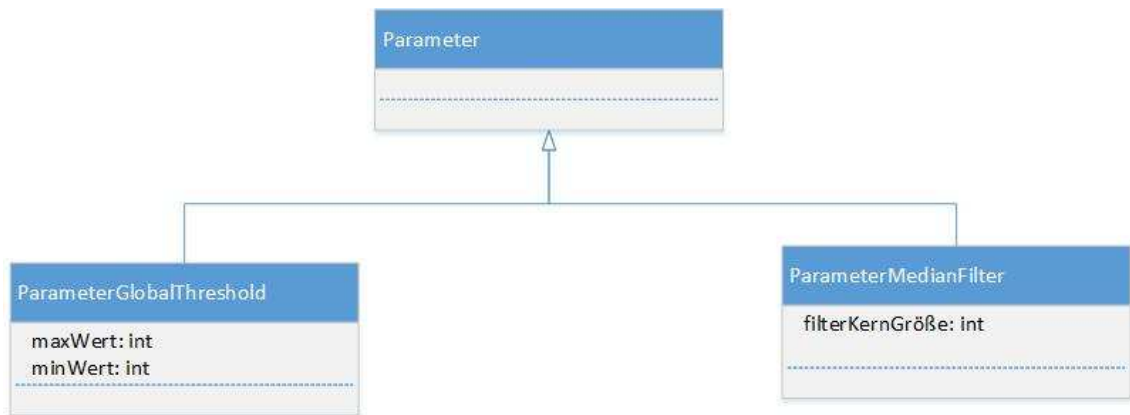 Parameter
ParameterGlobalThreshold
maxWert: int
minWert: int
ParameterMedianFilter
filterKernGröße: int